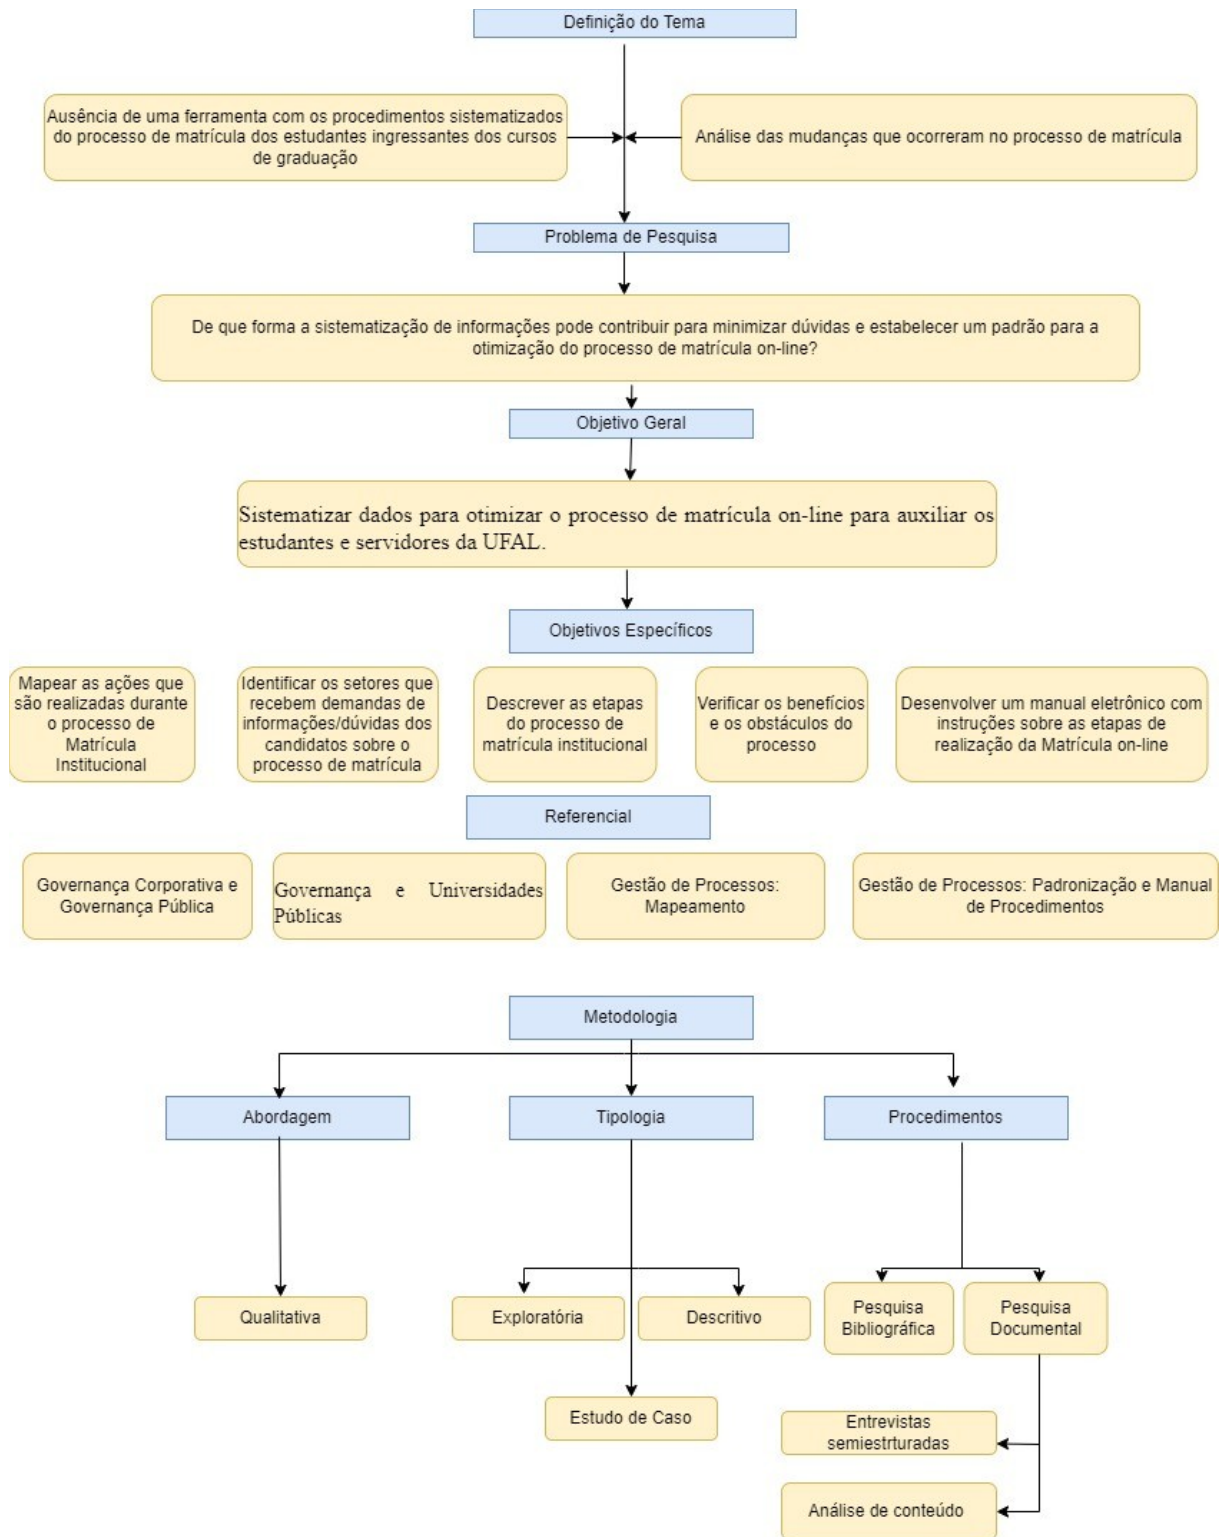 Definição do Tema
Ausência de uma ferramenta com os procedimentos sistematizados
do processo de matrícula dos estudantes ingressantes dos cursos
de graduação
Análise das mudanças que ocorreram no processo de matrícula
Problema de Pesquisa
De que forma a sistematização de informações pode contribuir para minimizar dúvidas e estabelecer um padrão para a
otimização do processo de matrícula on-line?
Objetivo Geral
Sistematizar dados para otimizar o processo de matrícula on-line para auxiliar os
estudantes e servidores da UFAL.
Objetivos Específicos
Mapear as ações que
são realizadas durante
o processo de
Matrícula
Institucional
Identificar os setores que
recebem demandas de
informações/dúvidas dos
candidatos sobre o
processo de matrícula
Descrever as etapas
do processo de
matrícula institucional
Verificar os benefícios
e os obstáculos do
processo
Desenvolver um manual eletrônico com
instruções sobre as etapas de
realização da Matrícula on-line
Referencial
Governança Corporativa e
Governança Pública
Governança e Universidades
Públicas
Gestão de Processos:
Mapeamento
Gestão de Processos: Padronização e Manual
de Procedimentos
Metodologia
Abordagem
Tipologia
Procedimentos
Qualitativa
Exploratória
Descritivo
Pesquisa
Bibliográfica
Pesquisa
Documental
Estudo de Caso
Entrevistas
semiestrturadas
Análise de conteúdo